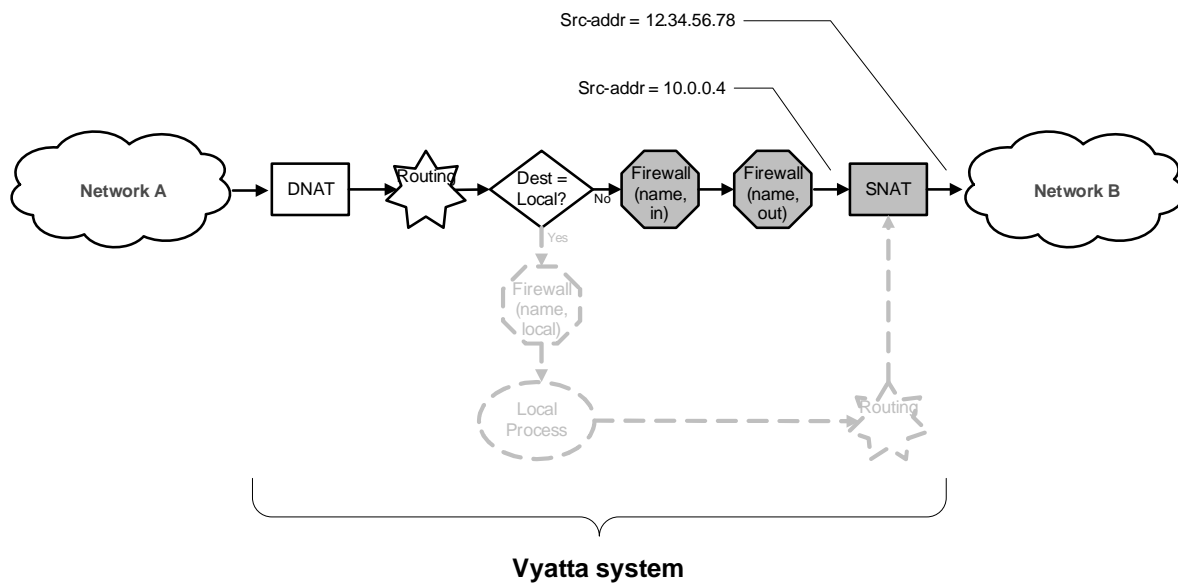 Src-addr = 12.34.56.78
Src-addr = 10.0.0.4
Network A
DNAT
Routing
Dest =
Local?
No
Firewall
(name,
in)
Firewall
(name,
out)
SNAT
Network B
Yes
Firewall
(name,
local)
Local
Process
Routing
Vyatta system